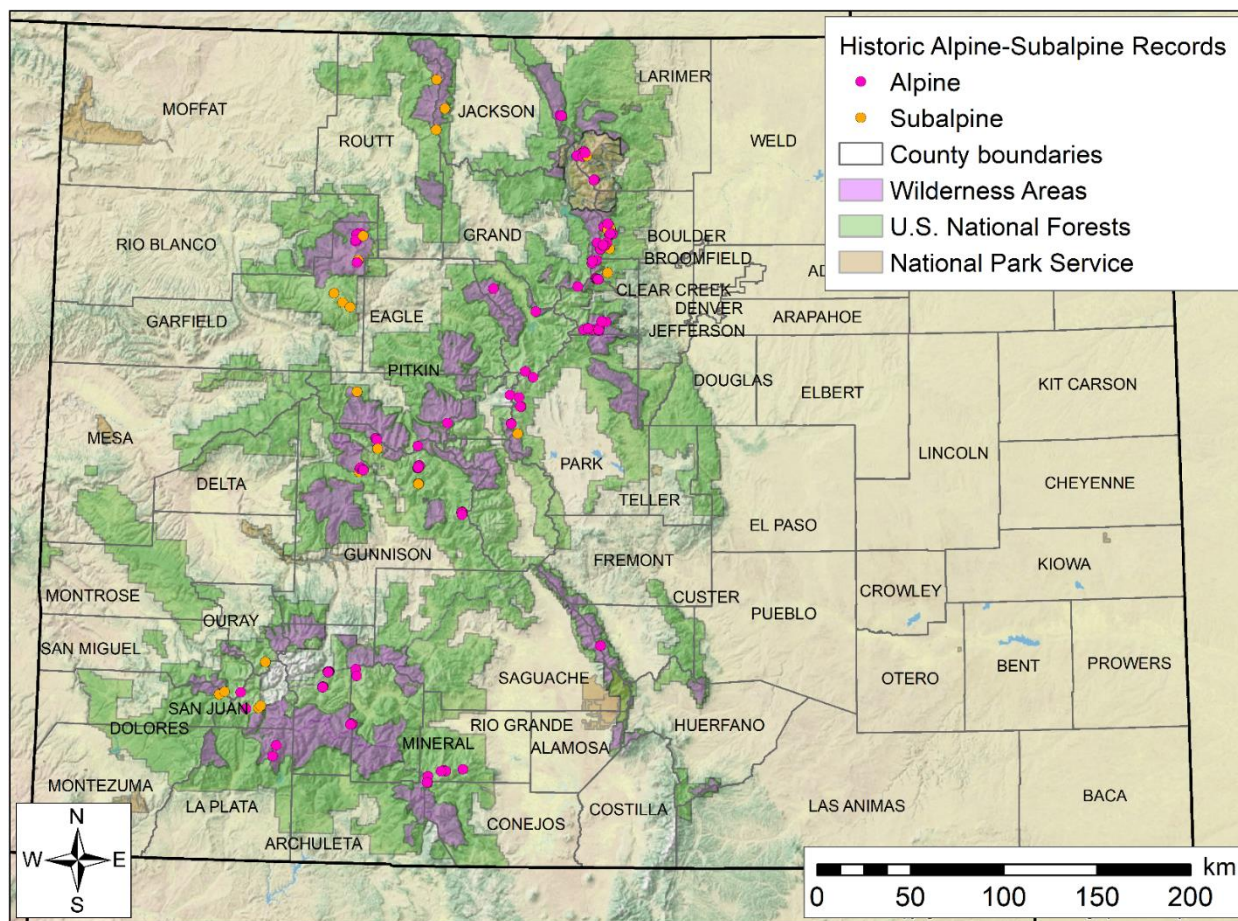 Historic Alpine-Subalpine Records
Alpine
Subalpine
County boundaries
Wilderness Areas
U.S. National Forests
National Park Service
LARIMER
MOFFAT
JACKSON
ROUTT
WELD
RIO BLANCO
GRAND
BOULDER
BROOMFIELD
AD
CLEAR CREEK
DENVER
GARFIELD
EAGLE
ARAPAHOE
JEFFERSON
PITKIN
DOUGLAS
ELBERT
KIT CARSON
MESA
LINCOLN
PARK
DELTA
CHEYENNE
TELLER
EL PASO
GUNNISON
FREMONT
KIOWA
MONTROSE
CUSTER
CROWLEY
OURAY
PUEBLO
SAN MIGUEL
BENT
PROWERS
SAGUACHE
OTERO
SAN JUAN
RIO GRANDE
HUERFANO
DOLORES
MINERAL
ALAMOSA
MONTEZUMA
LA PLATA
COSTILLA
LAS ANIMAS
BACA
CONEJOS
ARCHULETA
N
W E
S
km
0 25 50 100 150 200